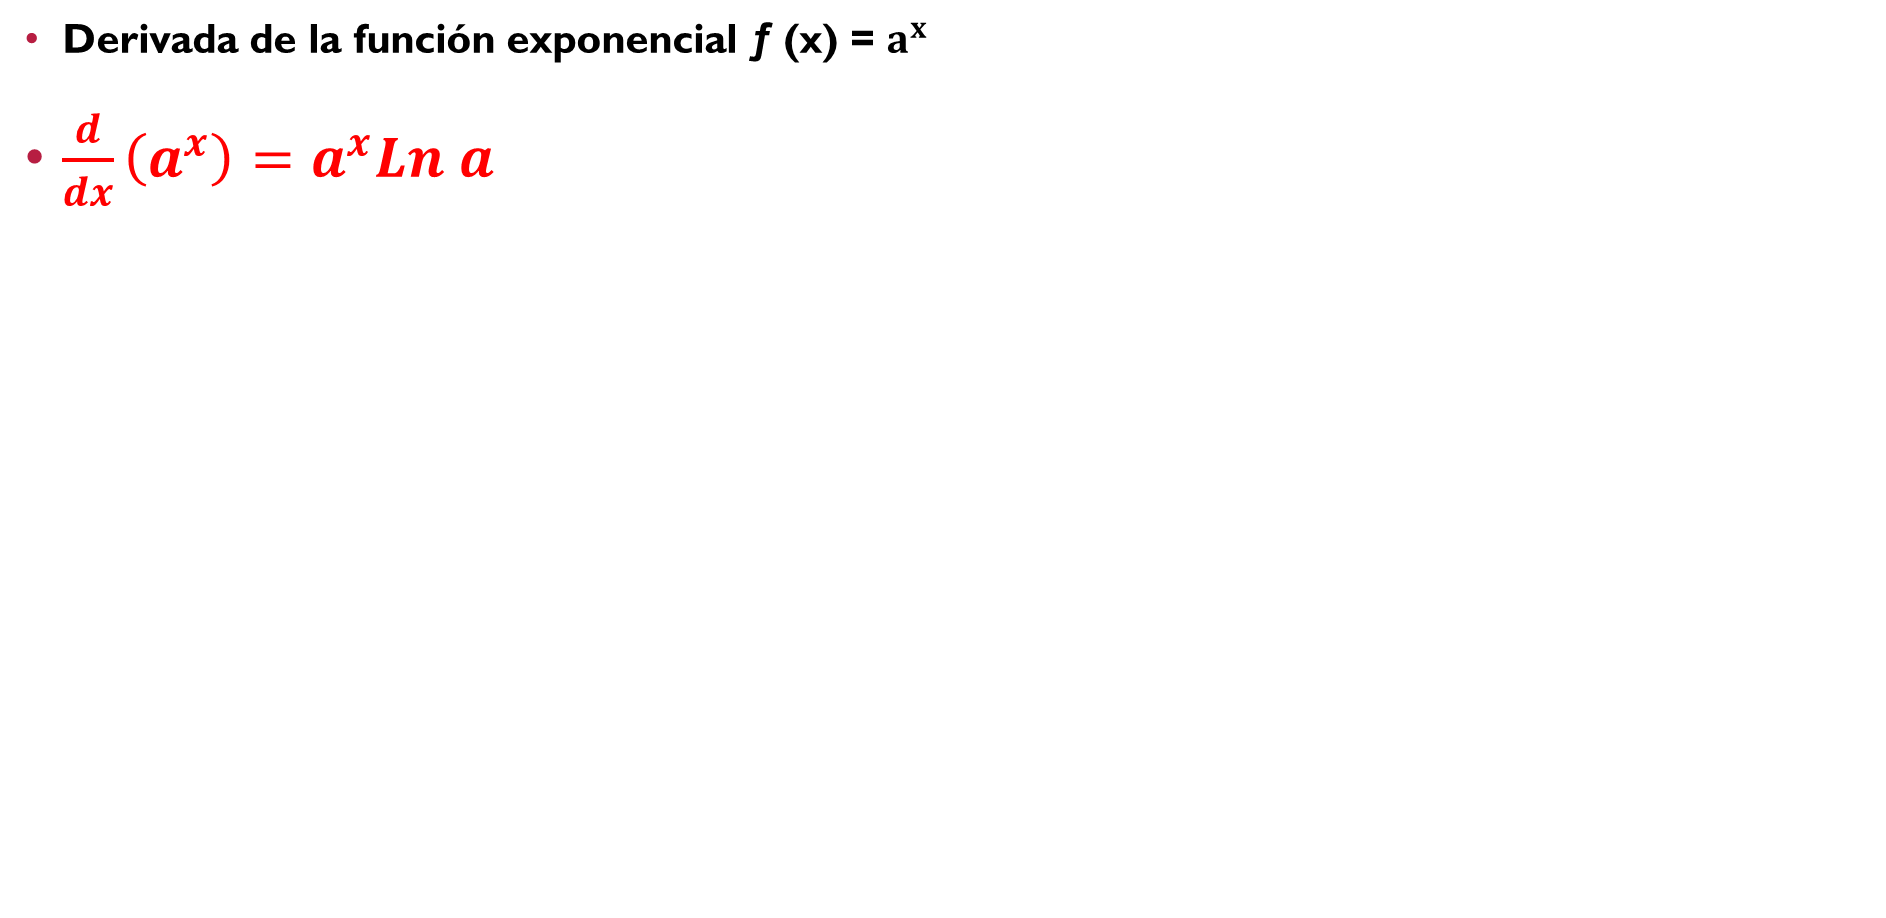 • Derivada de la función exponencial ƒ (x) = aˣ
• d/dx (aˣ) = aˣ Ln a